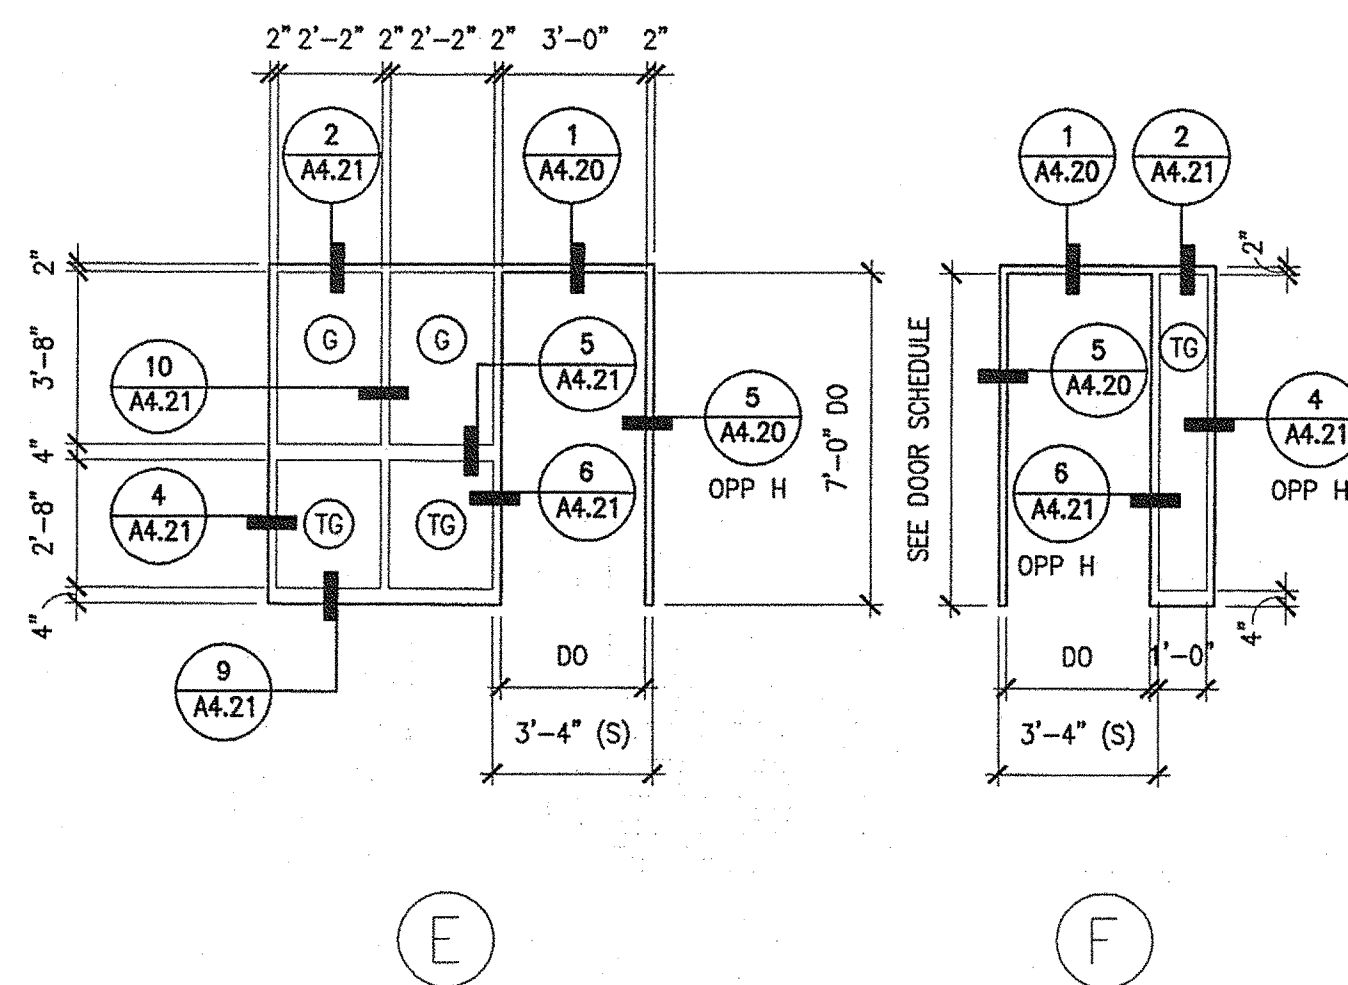 2" 2'-2" 2" 2'-2" 2" 3'-0" 2"
2
A4.21
1
A4.20
2"
3'-8"
4"
2'-8"
4"
G
G
10
A4.21
5
A4.21
5
A4.20
OPP H
7'-0" DO
4
A4.21
TG
TG
6
A4.21
9
A4.21
DO
3'-4" (S)
E
1
A4.20
2
A4.21
2"
SEE DOOR SCHEDULE
5
A4.20
TG
4
A4.21
OPP H
6
A4.21
OPP H
4"
DO
1'-0"
3'-4" (S)
F